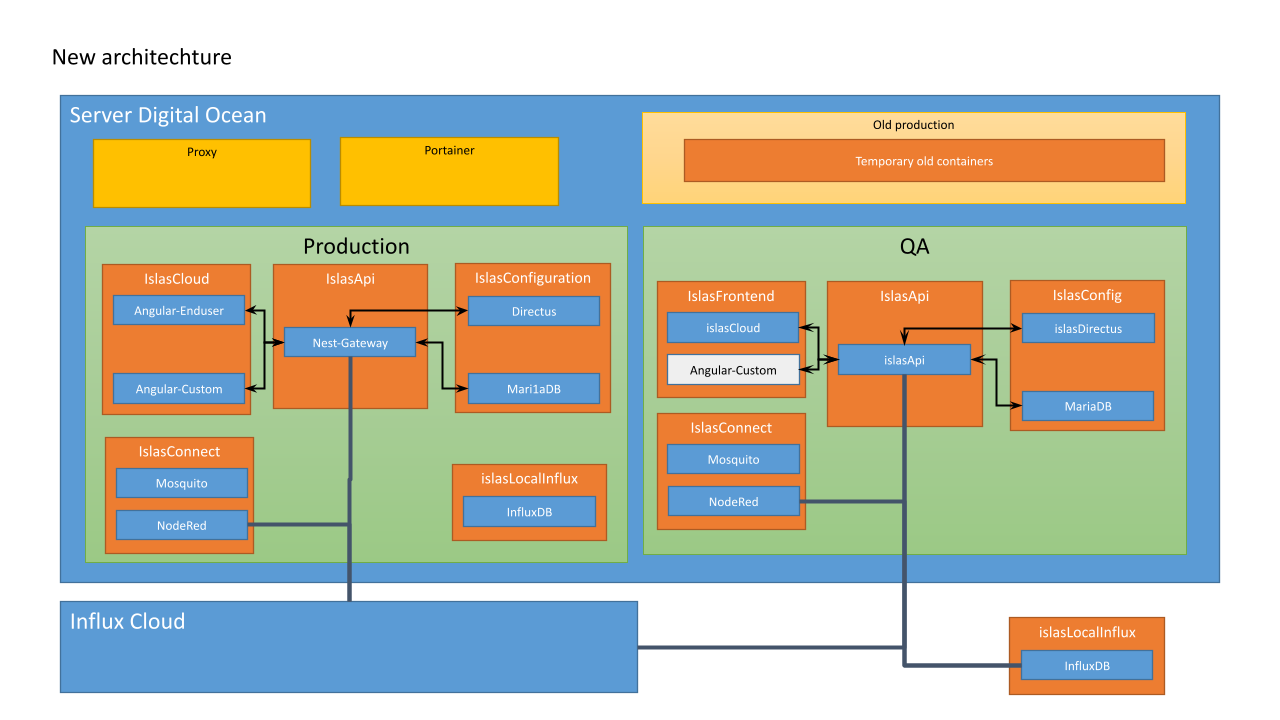 New architechture
Server Digital Ocean
Proxy
Portainer
Old production
Temporary old containers
Production
IslasCloud
Angular-Enduser
Angular-Custom
IslasApi
Nest-Gateway
IslasConfiguration
Directus
Mari1aDB
IslasConnect
Mosquito
NodeRed
islasLocalInflux
InfluxDB
QA
IslasFrontend
islasCloud
Angular-Custom
IslasApi
islasApi
IslasConfig
islasDirectus
MariaDB
IslasConnect
Mosquito
NodeRed
Influx Cloud
islasLocalInflux
InfluxDB